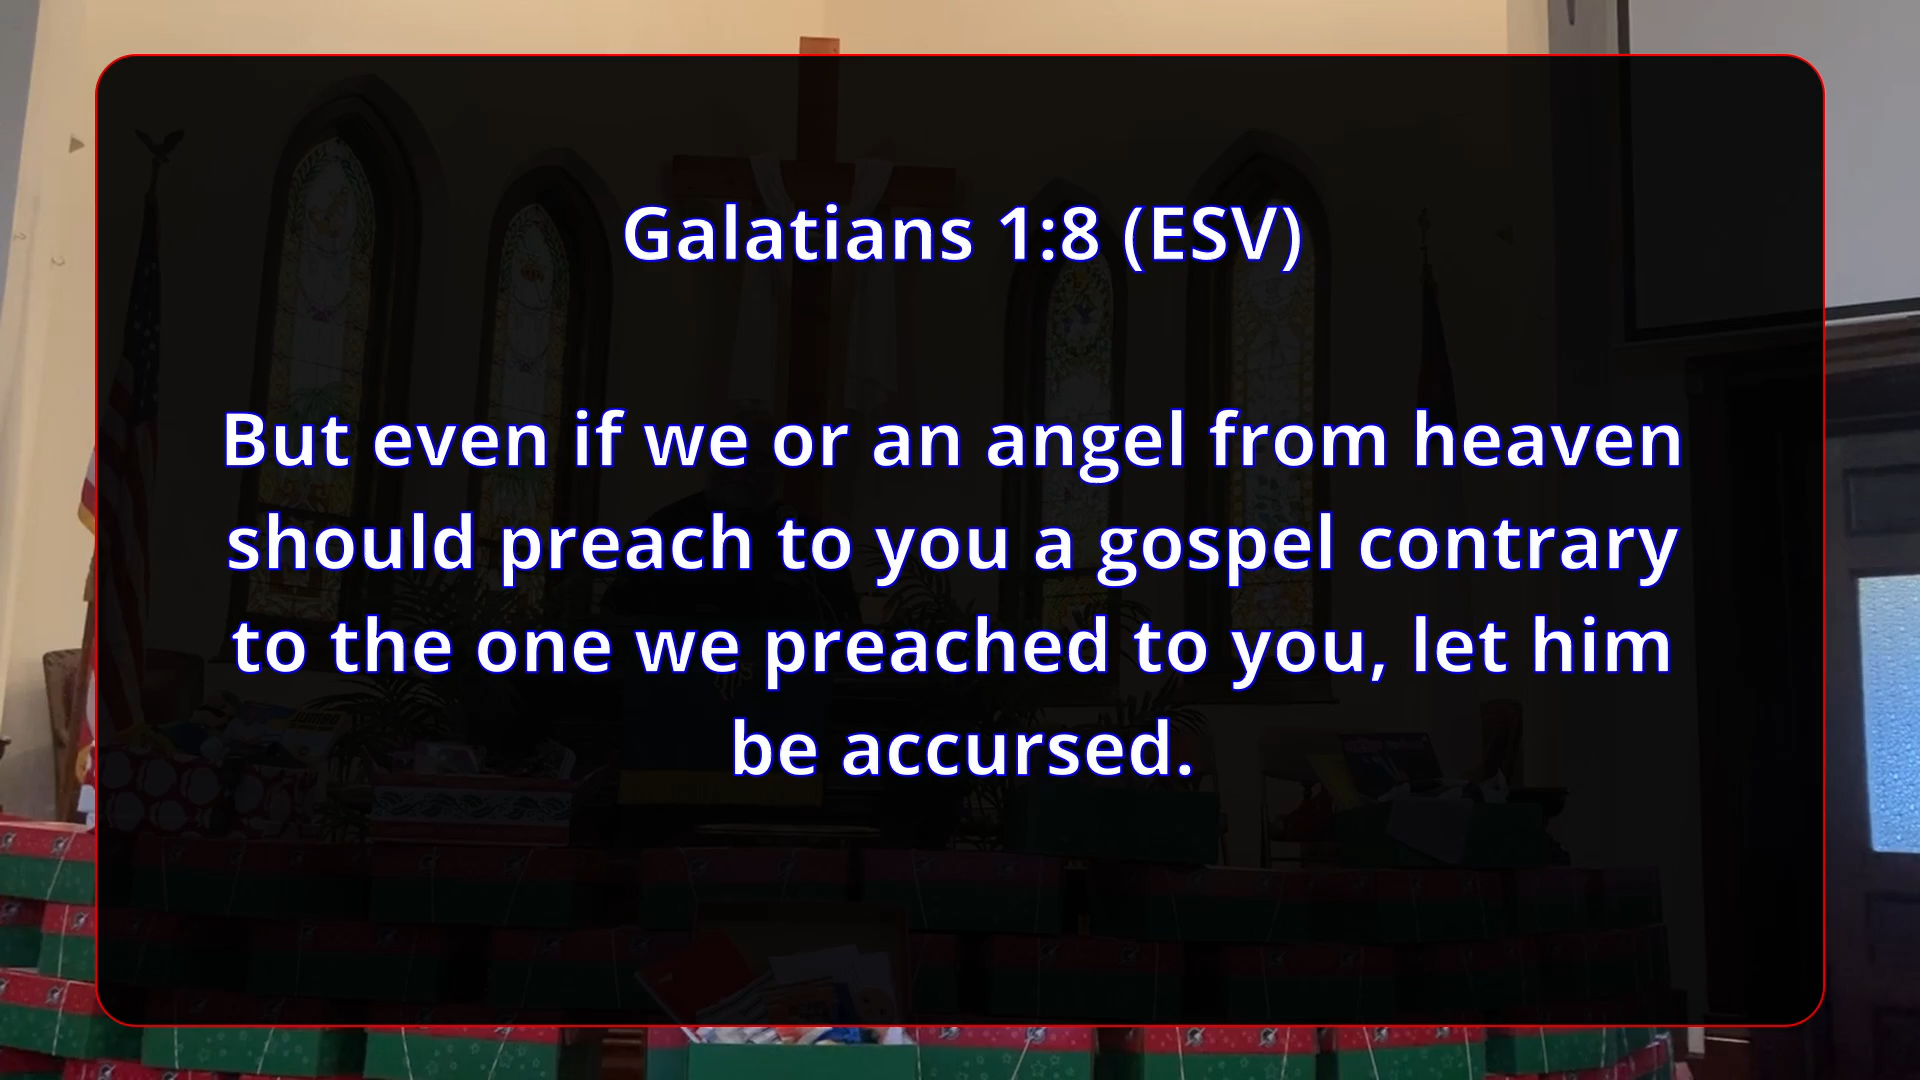 Galatians 1:8 (ESV)
But even if we or an angel from heaven
should preach to you a gospel contrary
to the one we preached to you, let him
be accursed.